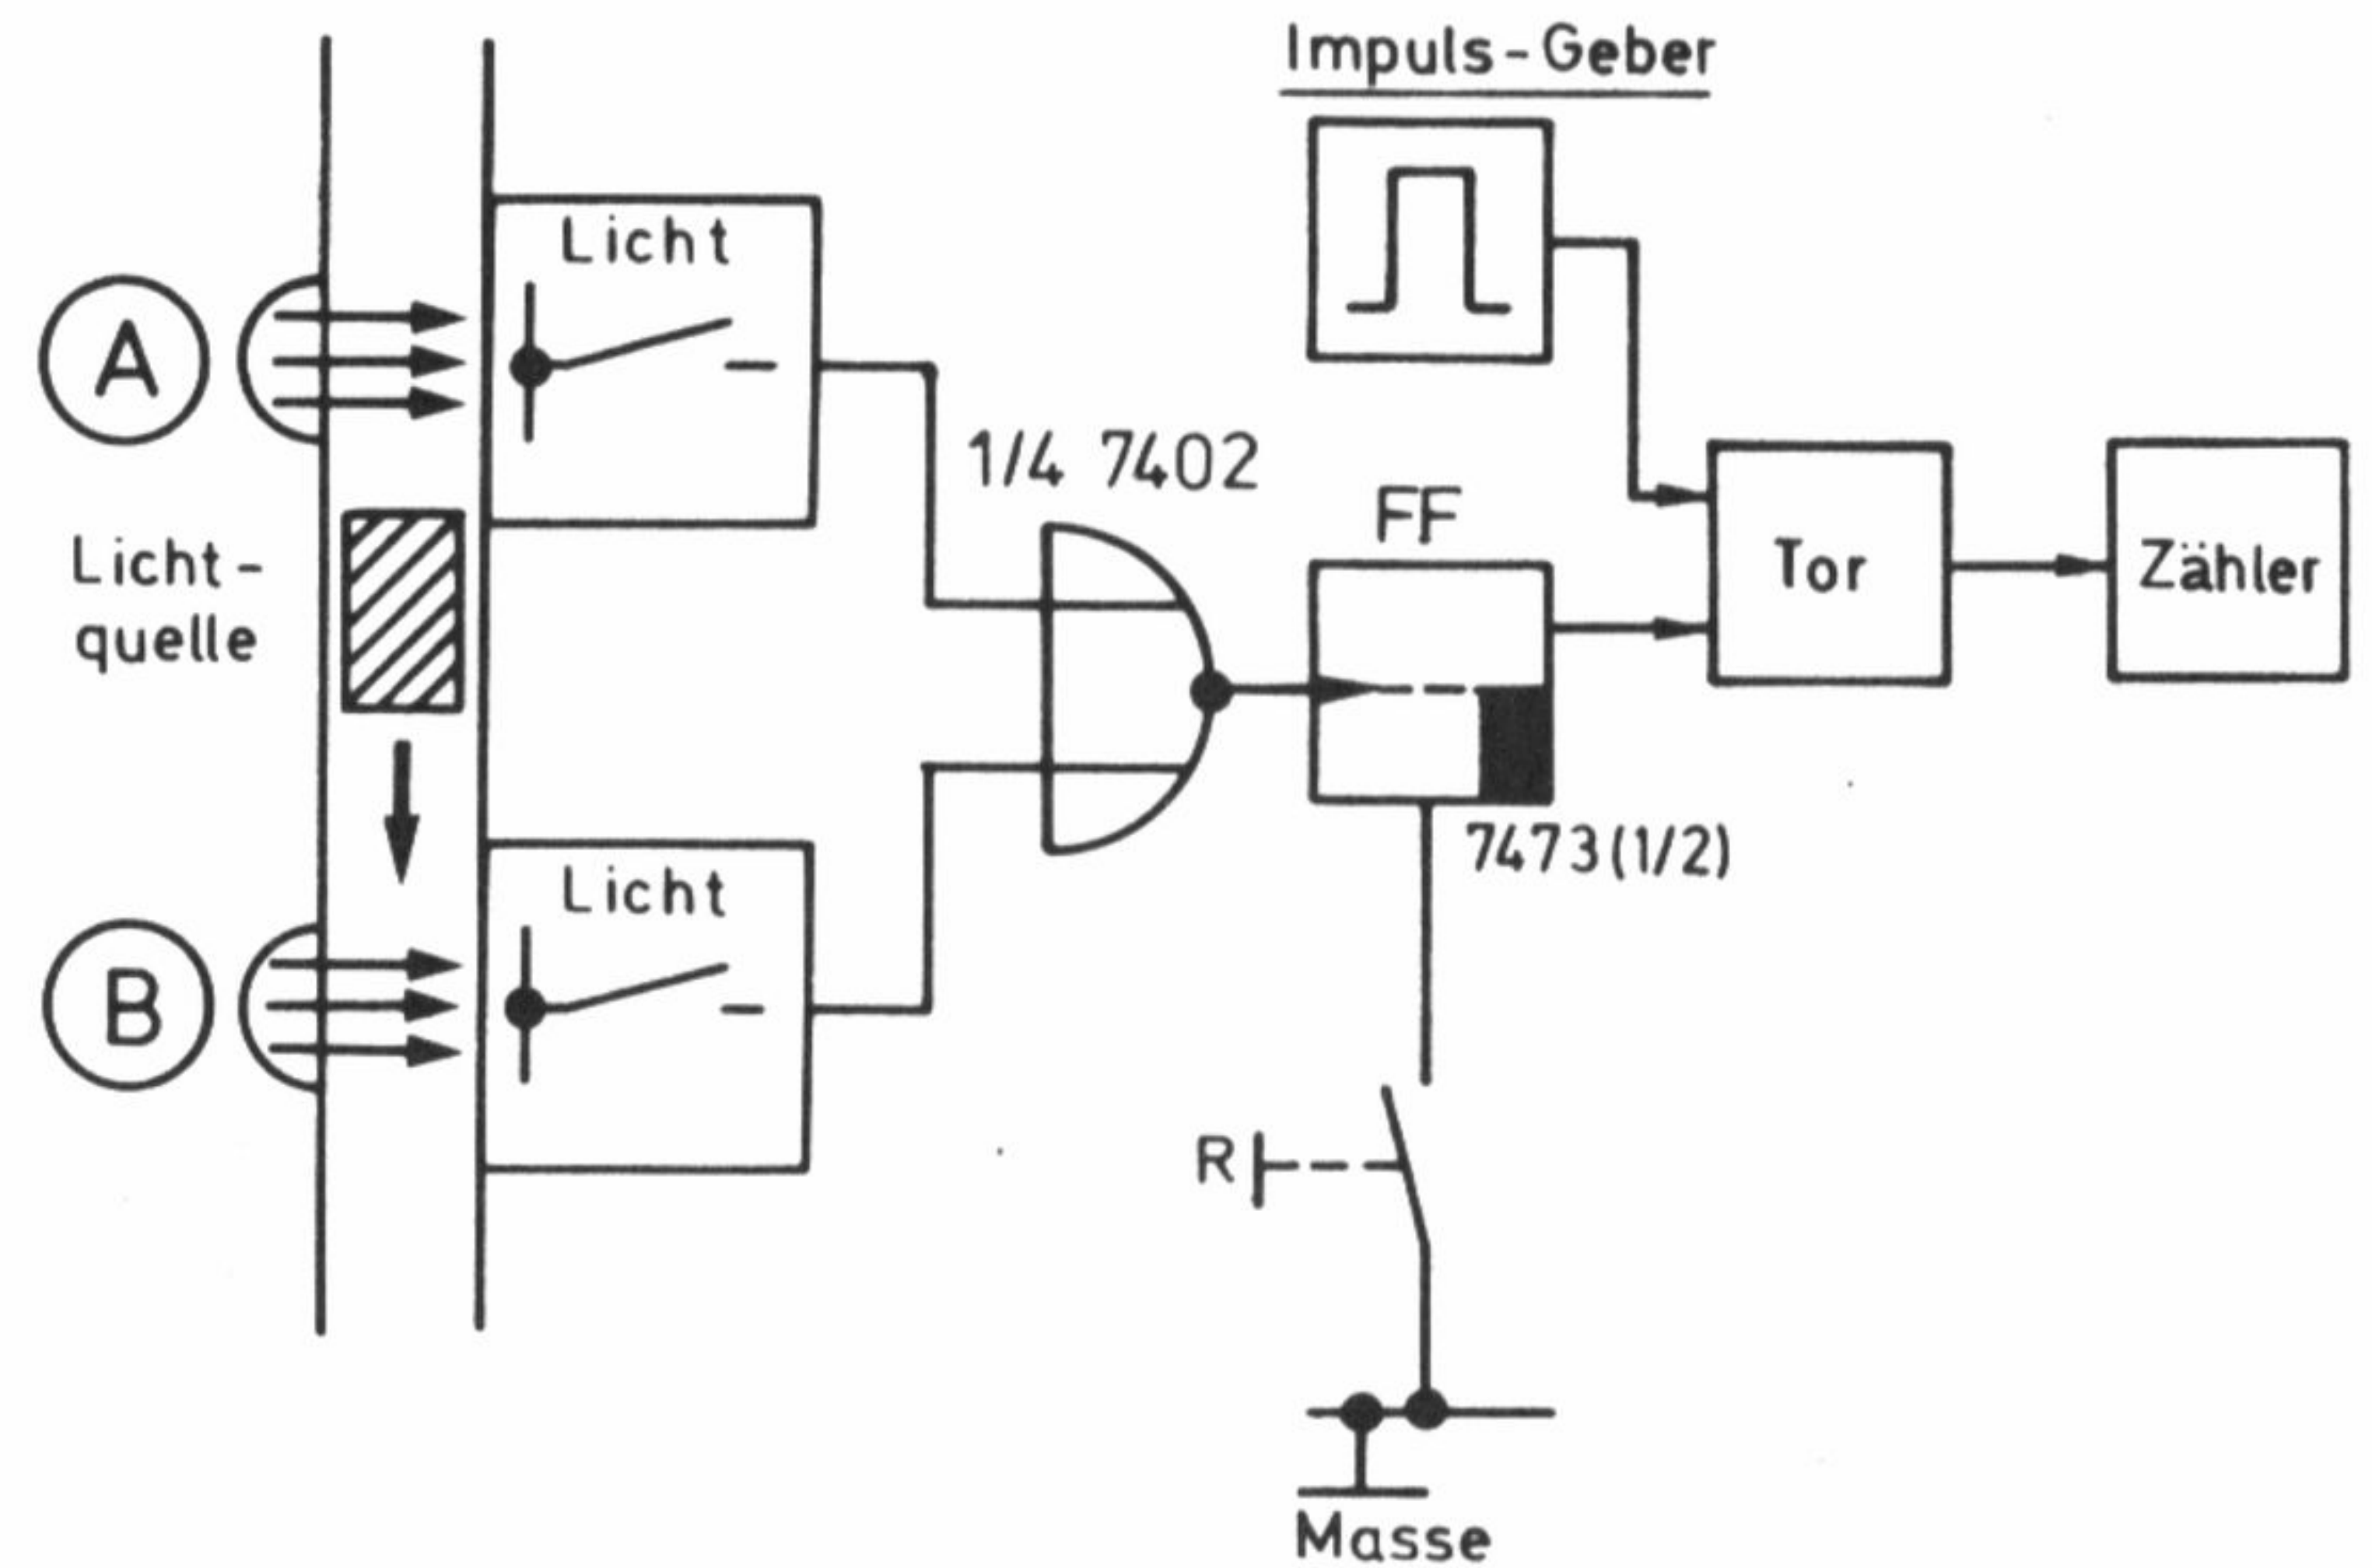 Impuls-Geber
Licht
A
1/4 7402
FF
Licht-
quelle
Tor
Zähler
7473(1/2)
Licht
B
R
Masse